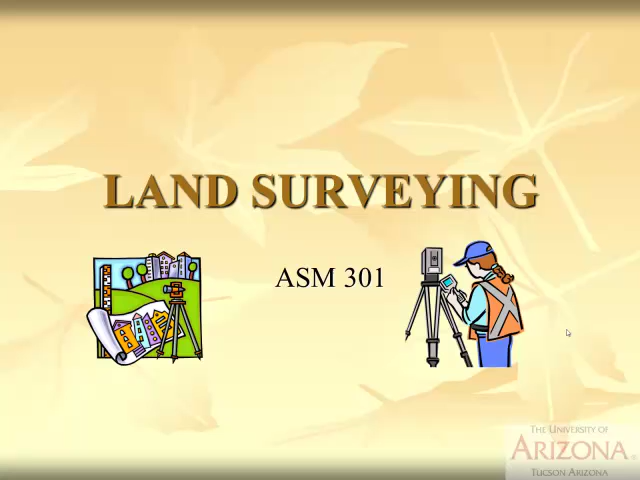 LAND SURVEYING
ASM 301
THE UNIVERSITY OF
ARIZONA®
TUCSON ARIZONA